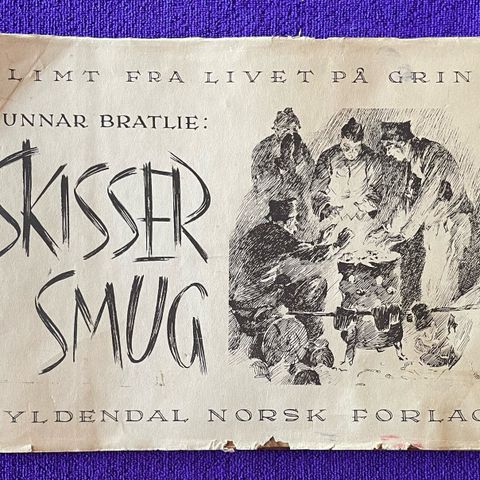 LIMT FRA LIVET PÅ GRIN
UNNAR BRATLIE:
SKISSER
I
SMUG
YLDENDAL NORSK FORLAG